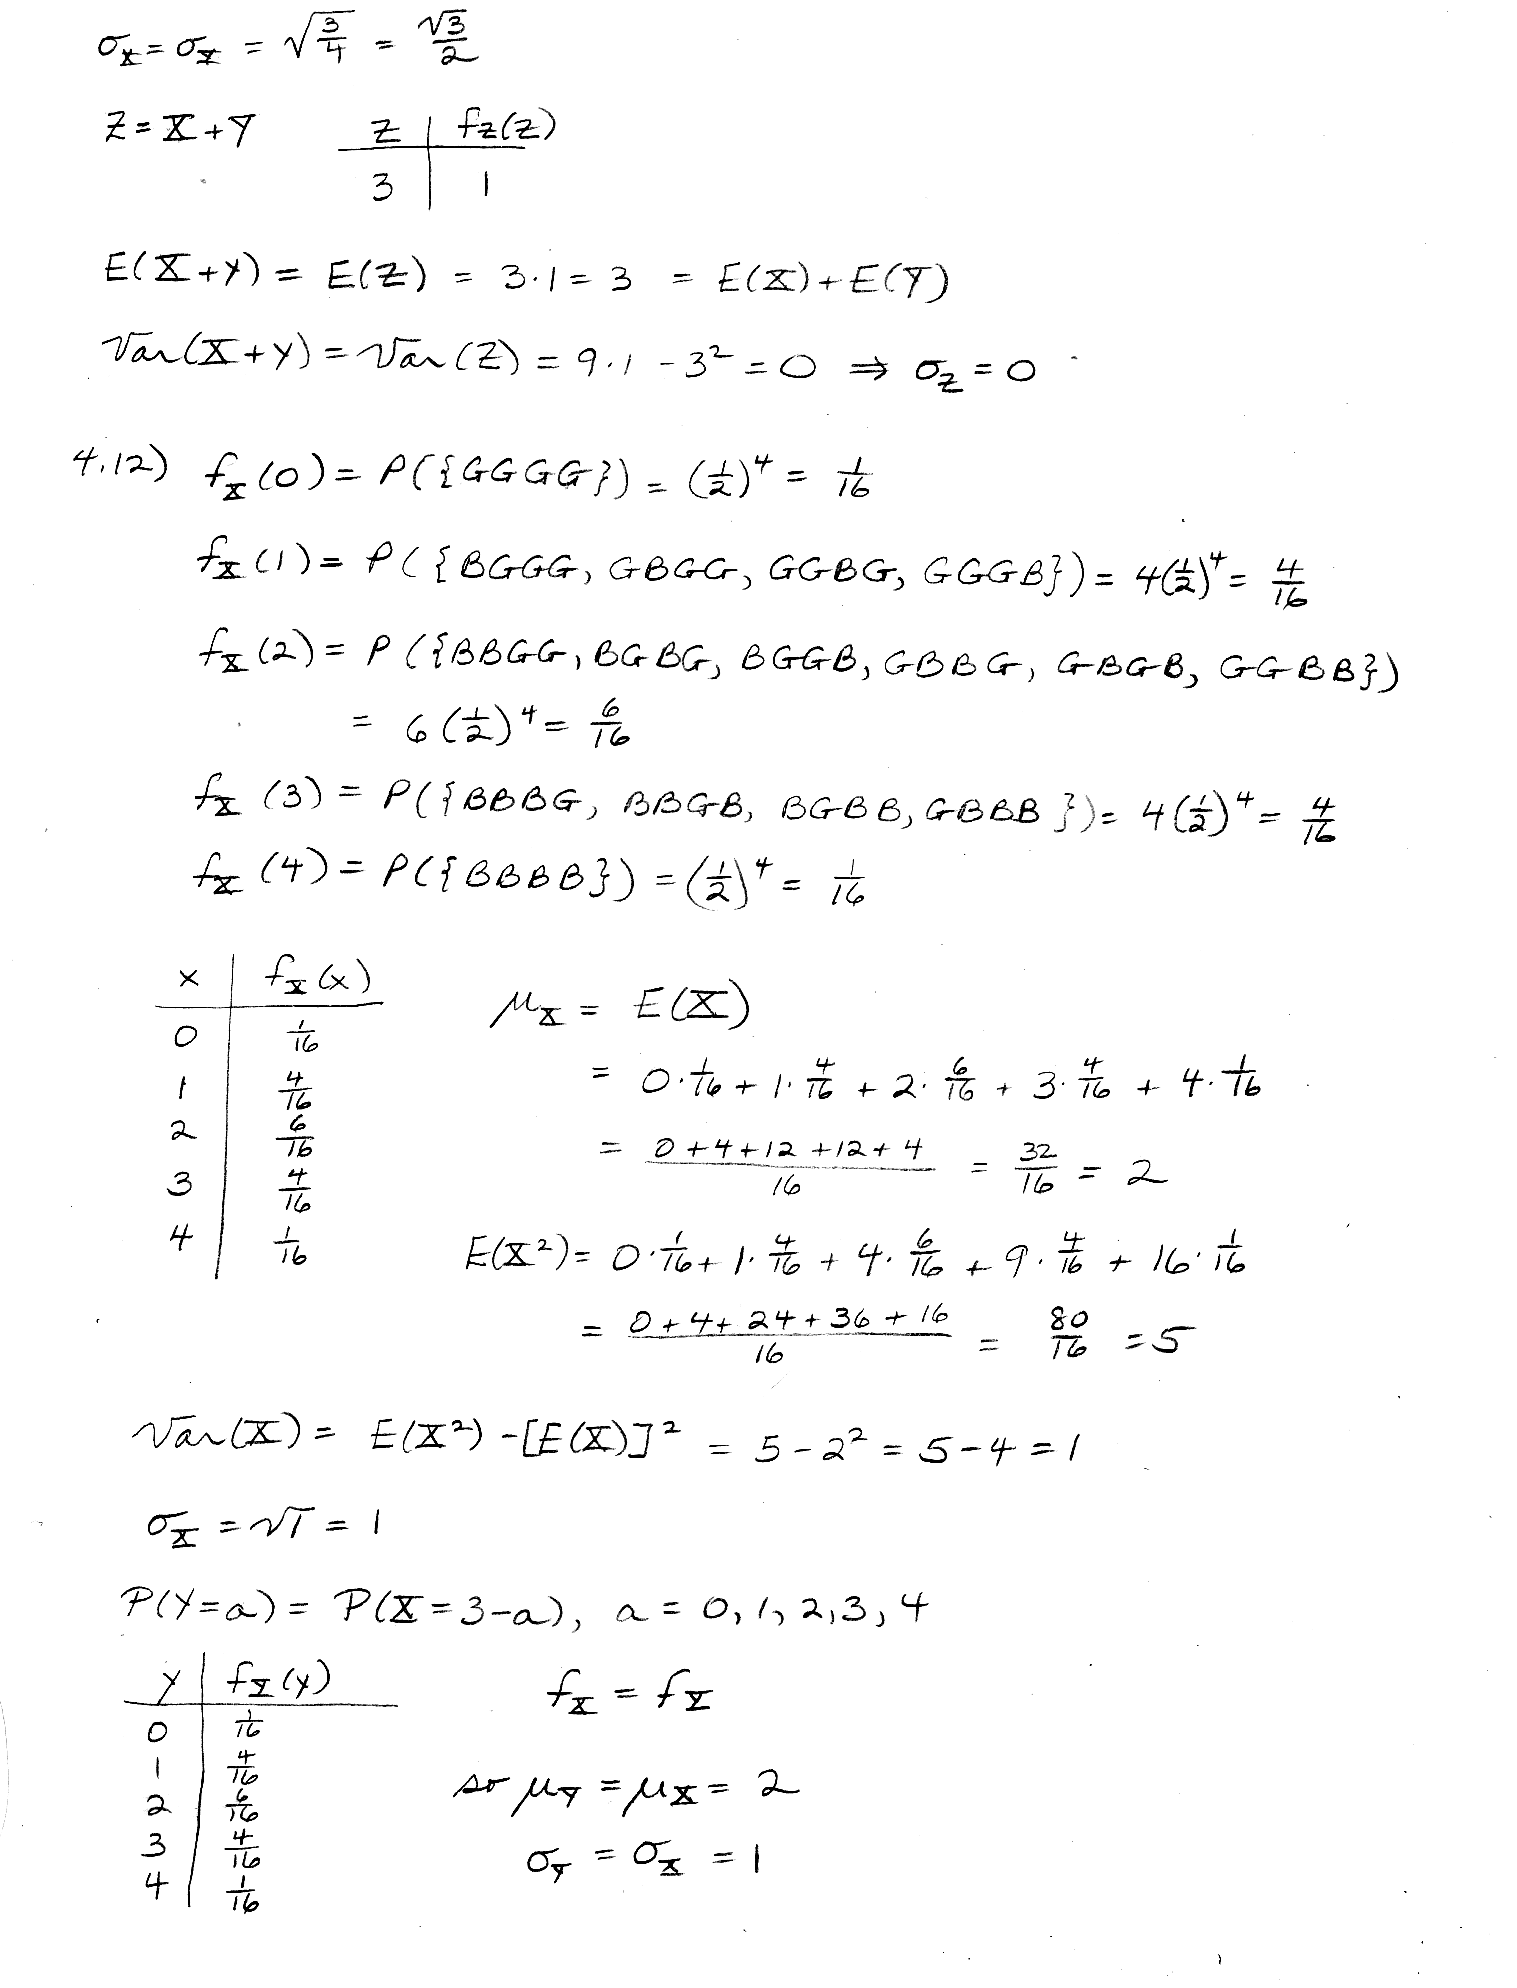 σ_X = σ_Y = √(3/4) = √3/2
Z = X + Y    z | f_Z(z)
3 | 1
E(X+Y) = E(Z) = 3·1 = 3 = E(X) + E(Y)
Var(X+Y) = Var(Z) = 9·1 - 3² = 0 ⇒ σ_Z = 0
4.12) f_X(0) = P({GGGG}) = (1/2)⁴ = 1/16
f_X(1) = P({BGGG, GBGG, GGBG, GGGB}) = 4(1/2)⁴ = 4/16
f_X(2) = P({BBGG, BGBG, BGGB, GBBG, GBGB, GGBB})
= 6(1/2)⁴ = 6/16
f_X(3) = P({BBBG, BBGB, BGBB, GBBB}) = 4(1/2)⁴ = 4/16
f_X(4) = P({BBBB}) = (1/2)⁴ = 1/16
x | f_X(x)
0 | 1/16
1 | 4/16
2 | 6/16
3 | 4/16
4 | 1/16
μ_X = E(X)
= 0·1/16 + 1·4/16 + 2·6/16 + 3·4/16 + 4·1/16
= (0+4+12+12+4)/16 = 32/16 = 2
E(X²) = 0·1/16 + 1·4/16 + 4·6/16 + 9·4/16 + 16·1/16
= (0+4+24+36+16)/16 = 80/16 = 5
Var(X) = E(X²) - [E(X)]² = 5 - 2² = 5 - 4 = 1
σ_X = √1 = 1
P(Y=a) = P(X=3-a), a = 0, 1, 2, 3, 4
y | f_Y(y)
0 | 1/16
1 | 4/16
2 | 6/16
3 | 4/16
4 | 1/16
f_X = f_Y
so μ_Y = μ_X = 2
σ_Y = σ_X = 1